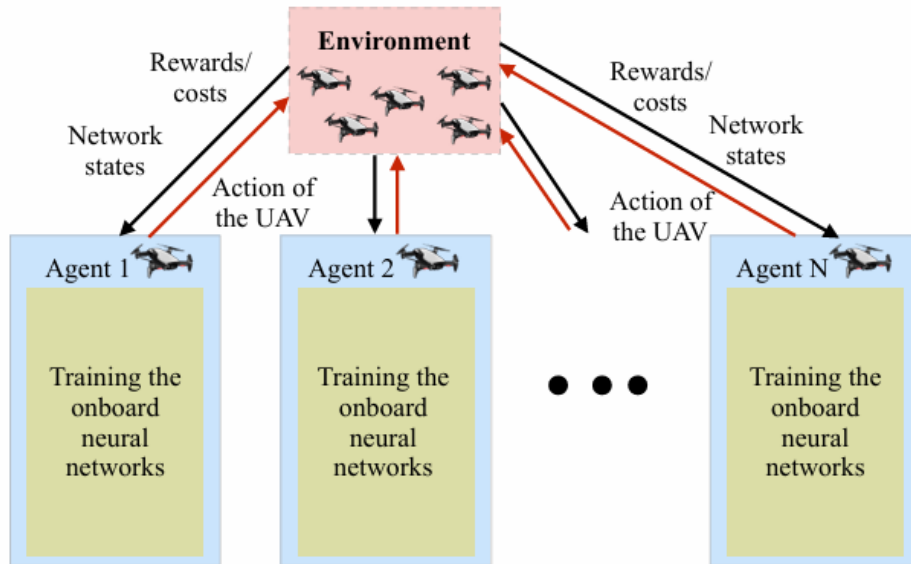 Environment
Rewards/
costs
Network
states
Action of
the UAV
Rewards/
costs
Network
states
Action of
the UAV
Agent 1
Training the
onboard
neural
networks
Agent 2
Training the
onboard
neural
networks
Agent N
Training the
onboard
neural
networks